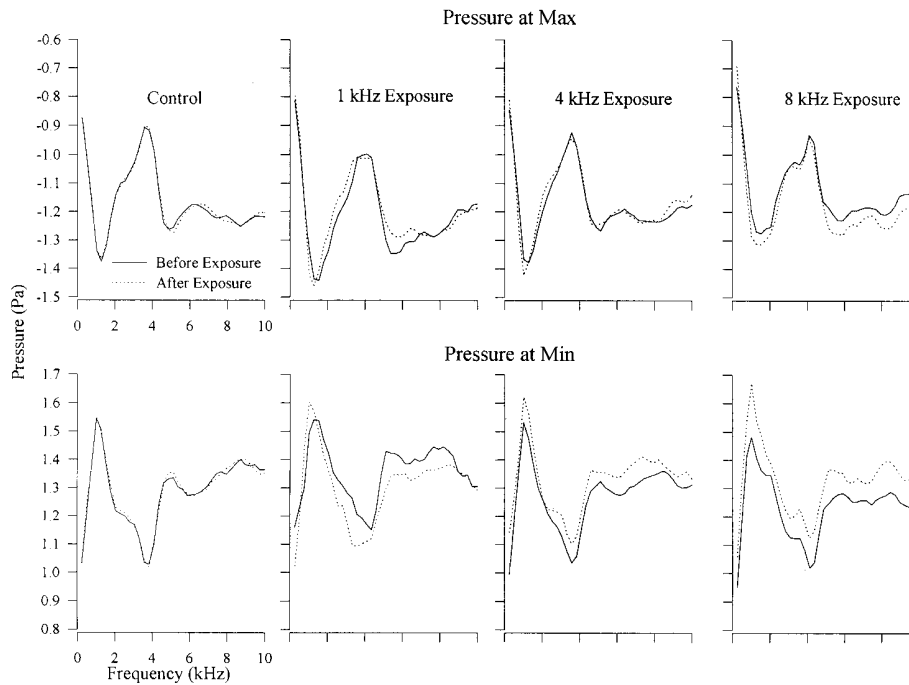 Pressure at Max
-0.6
-0.7
-0.8
-0.9
-1.0
-1.1
-1.2
-1.3
-1.4
-1.5
Control
1 kHz Exposure
4 kHz Exposure
8 kHz Exposure
Before Exposure
After Exposure
0 2 4 6 8 10
Pressure (Pa)
Pressure at Min
1.7
1.6
1.5
1.4
1.3
1.2
1.1
1.0
0.9
0.8
0 2 4 6 8 10
Frequency (kHz)